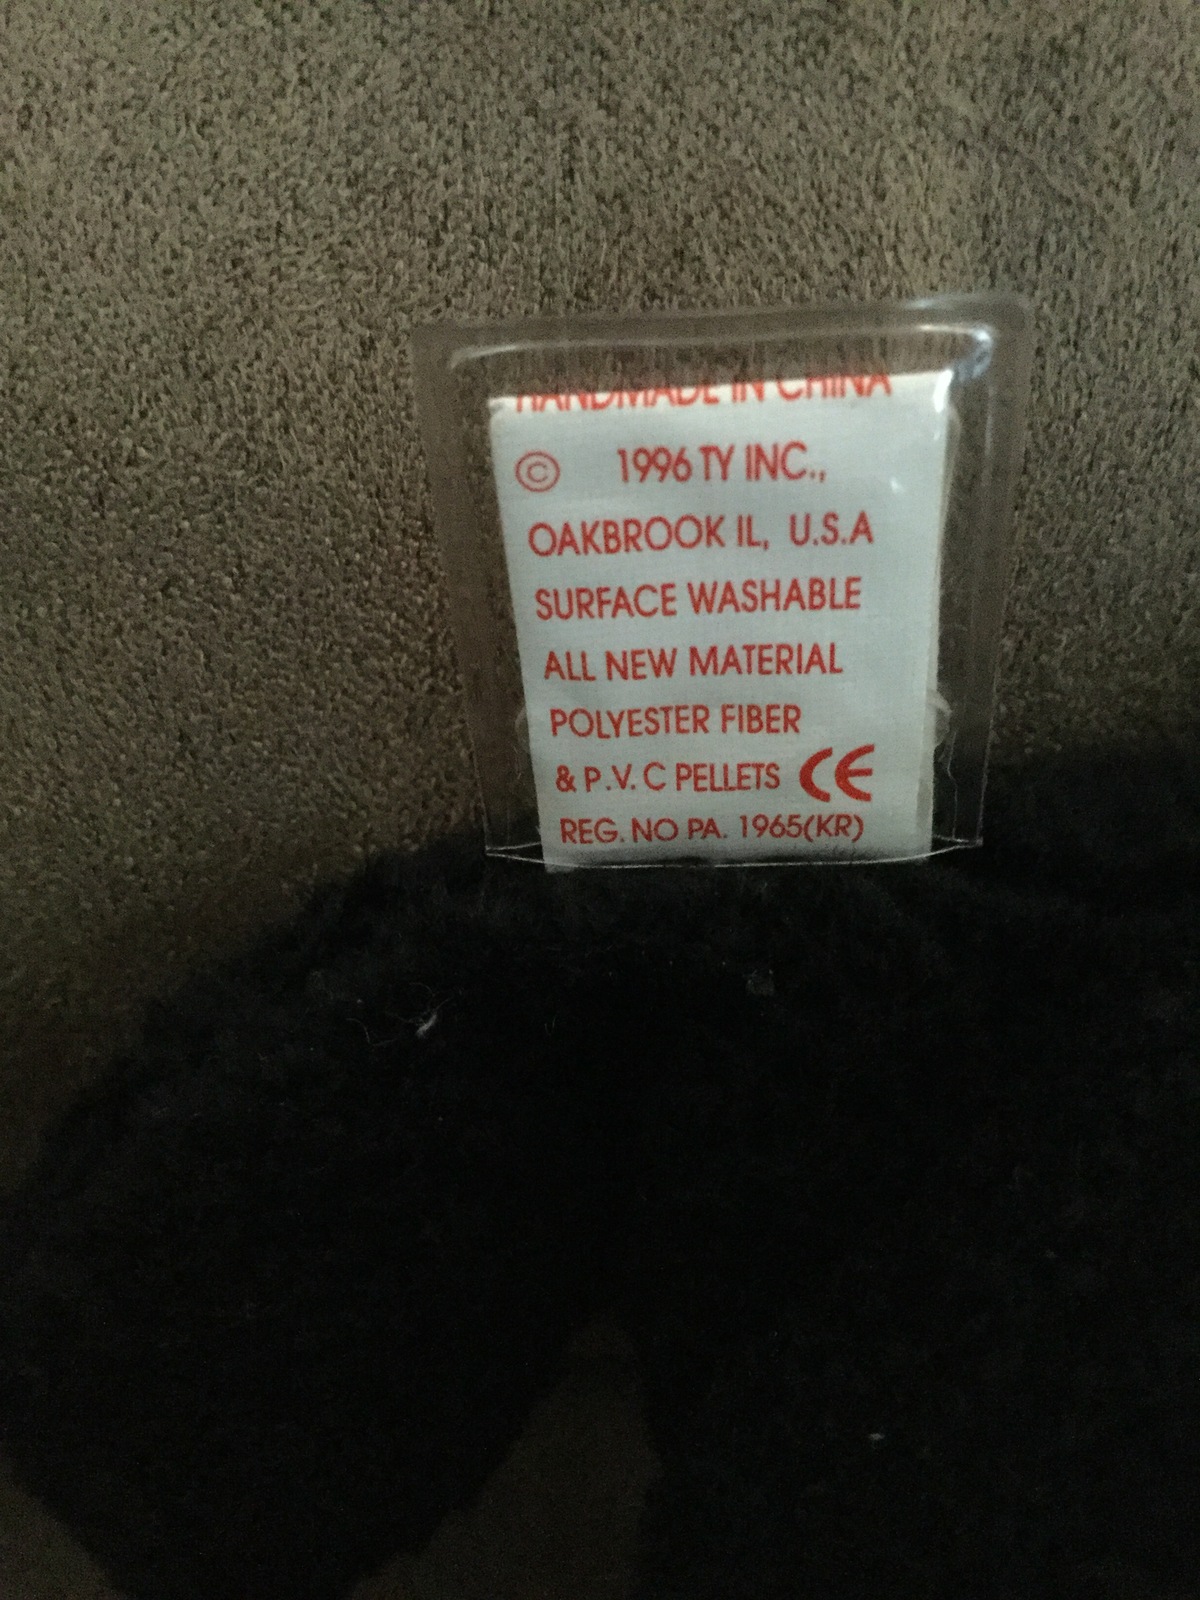 HANDMADE IN CHINA
© 1996 TY INC.,
OAKBROOK IL, U.S.A
SURFACE WASHABLE
ALL NEW MATERIAL
POLYESTER FIBER
& P.V.C PELLETS CE
REG. NO PA. 1965(KR)